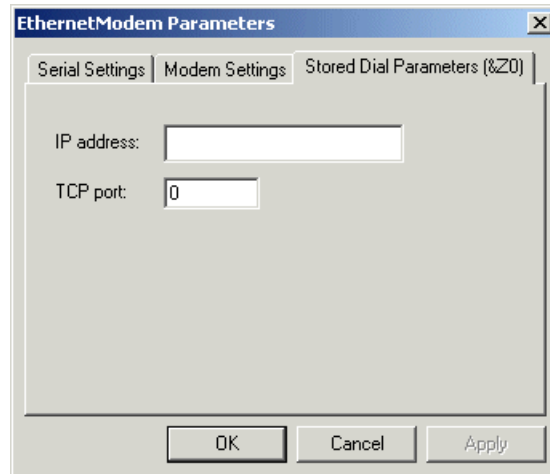 EthernetModem Parameters
Serial Settings Modem Settings Stored Dial Parameters (&Z0)
IP address:
TCP port: 0
OK Cancel Apply